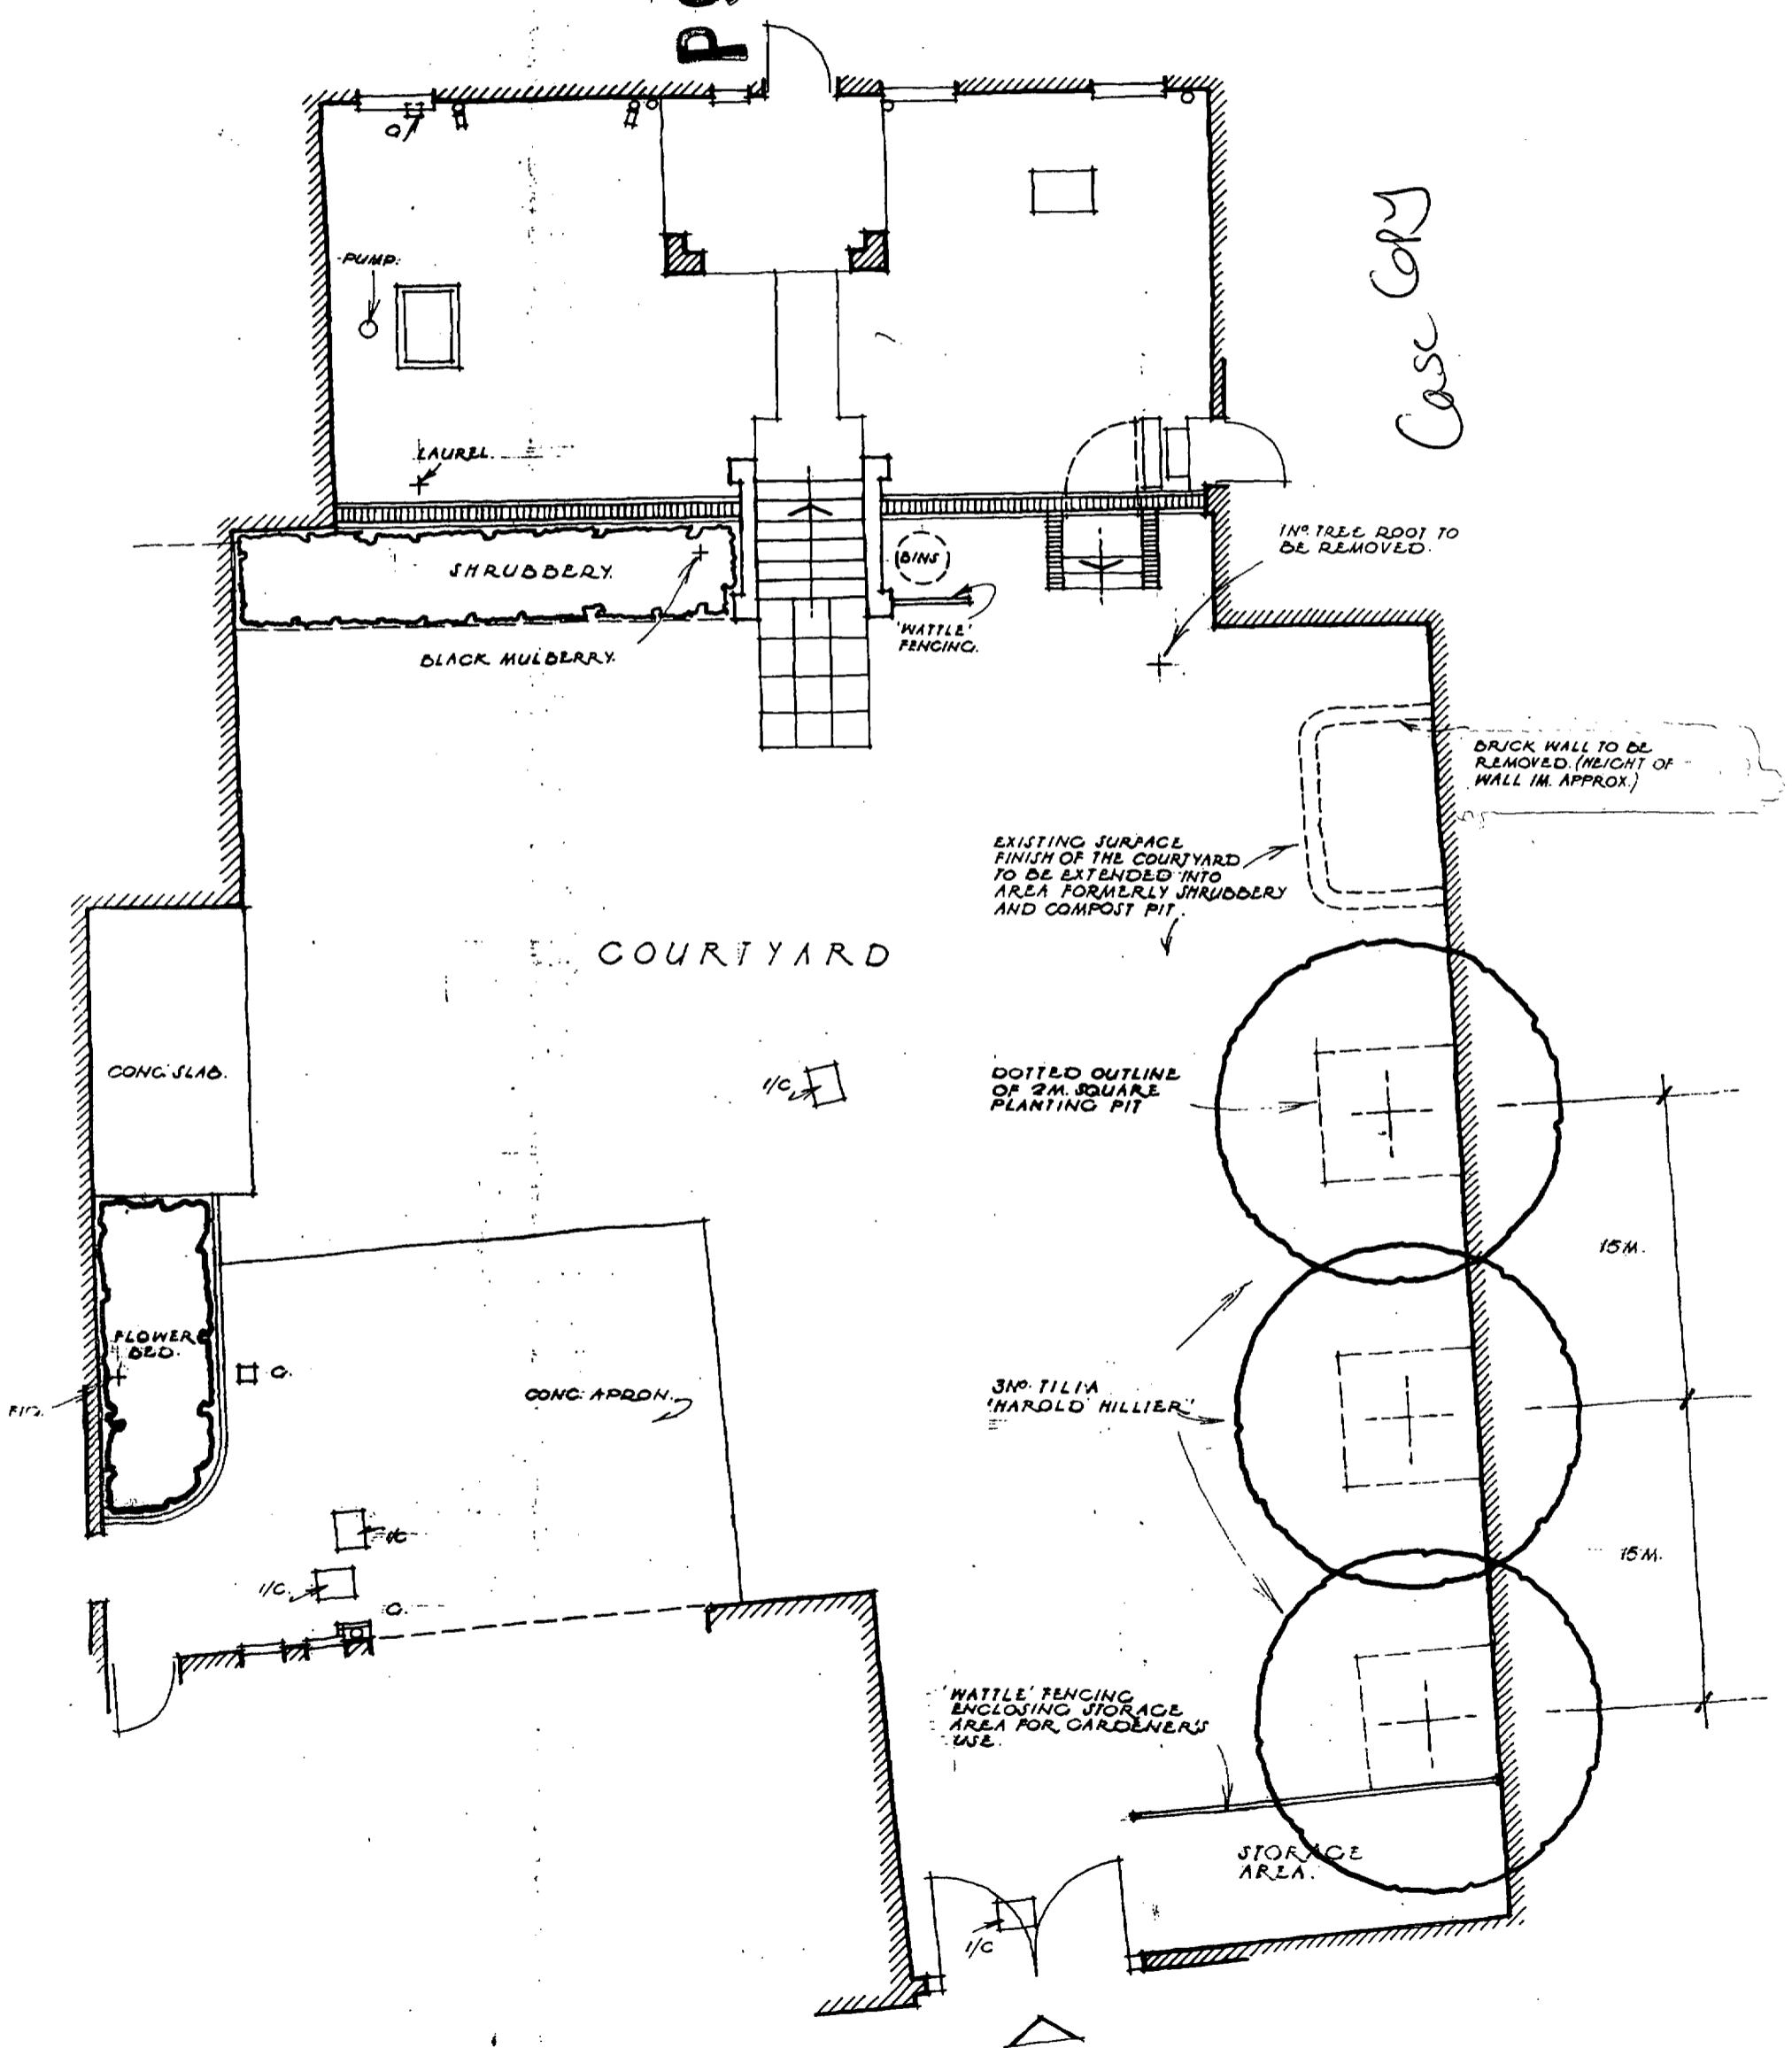 Case Copy
PUMP.
LAUREL.
SHRUBBERY.
BLACK MULBERRY.
BINS
'WATTLE'
FENCING.
1Nº TREE ROOT TO
BE REMOVED.
BRICK WALL TO BE
REMOVED. (HEIGHT OF
WALL 1M. APPROX.)
EXISTING SURFACE
FINISH OF THE COURTYARD
TO BE EXTENDED INTO
AREA FORMERLY SHRUBBERY
AND COMPOST PIT.
COURTYARD
CONC. SLAB.
I/C.
DOTTED OUTLINE
OF 2M. SQUARE
PLANTING PIT
15M.
FLOWER
BED.
G.
FIG.
CONC. APRON.
3Nº TILIA
'HAROLD HILLIER'
15M.
I/C
I/C.
G.
'WATTLE' FENCING
ENCLOSING STORAGE
AREA FOR GARDENER'S
USE.
STORAGE
AREA.
I/C